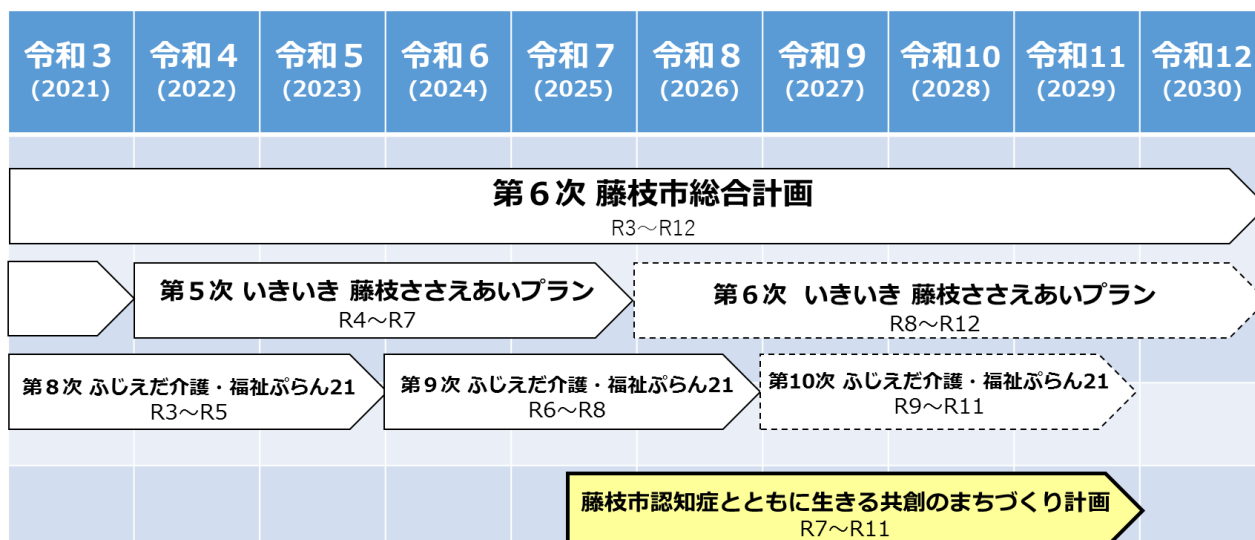 令和3 令和4 令和5 令和6 令和7 令和8 令和9 令和10 令和11 令和12
(2021) (2022) (2023) (2024) (2025) (2026) (2027) (2028) (2029) (2030)
第6次 藤枝市総合計画
R3～R12
第5次 いきいき 藤枝ささえあいプラン
R4～R7
第6次 いきいき 藤枝ささえあいプラン
R8～R12
第8次 ふじえだ介護・福祉ぷらん21
R3～R5
第9次 ふじえだ介護・福祉ぷらん21
R6～R8
第10次 ふじえだ介護・福祉ぷらん21
R9～R11
藤枝市認知症とともに生きる共創のまちづくり計画
R7～R11